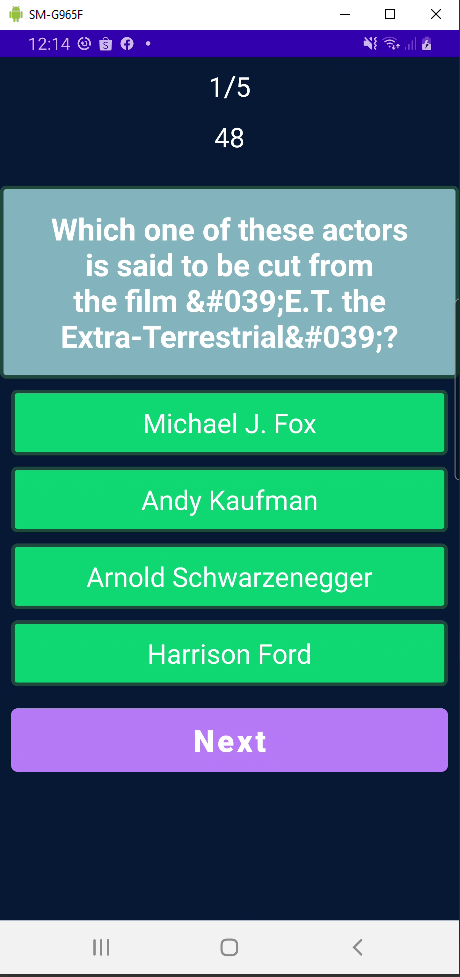 SM-G965F
12:14
1/5
48
Which one of these actors
is said to be cut from
the film &#039;E.T. the
Extra-Terrestrial&#039;?
Michael J. Fox
Andy Kaufman
Arnold Schwarzenegger
Harrison Ford
Next